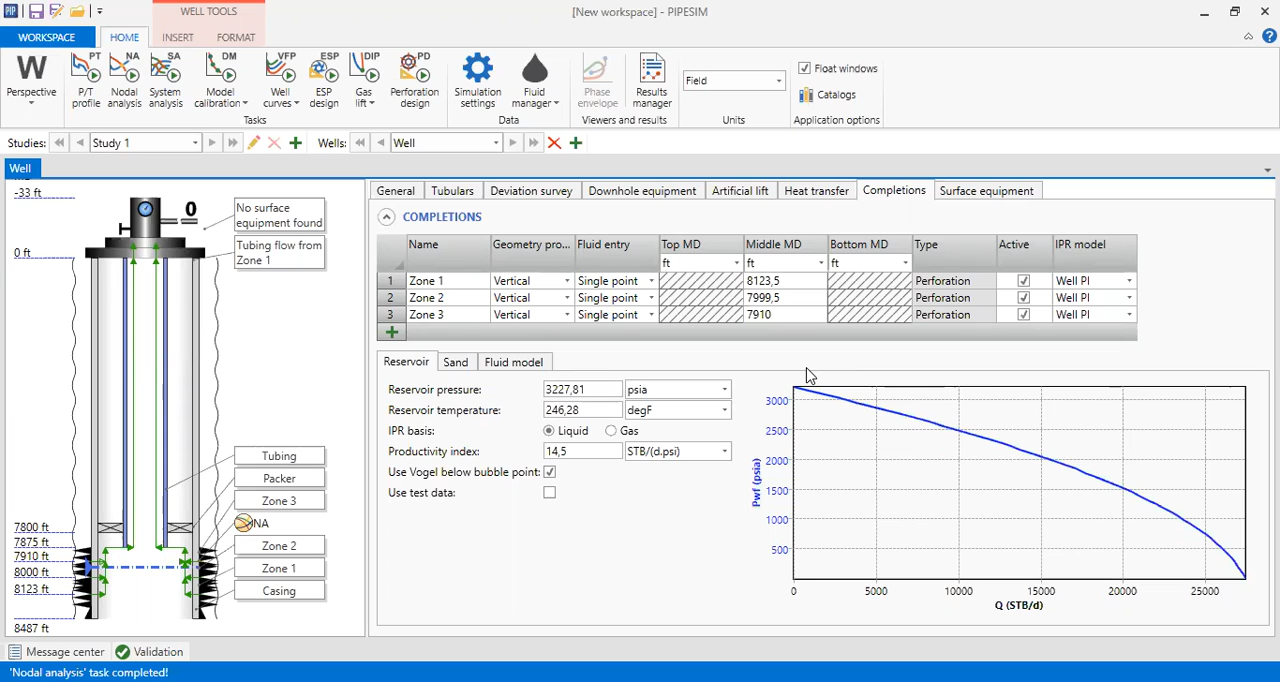 PIP
WELL TOOLS
[New workspace] - PIPESIM
WORKSPACE HOME INSERT FORMAT
W Perspective
PT P/T profile
NA Nodal analysis
SA System analysis
DM Model calibration
VFP Well curves
ESP ESP design
DIP Gas lift
PD Perforation design
Tasks
Simulation settings
Fluid manager
Data
Phase envelope
Results manager
Viewers and results
Field
Units
Float windows
Catalogs
Application options
Studies: Study 1 Wells: Well
Well
-33 ft
0 ft
No surface equipment found
Tubing flow from Zone 1
Tubing
Packer
Zone 3
NA
Zone 2
Zone 1
Casing
7800 ft
7875 ft
7910 ft
8000 ft
8123 ft
8487 ft
General Tubulars Deviation survey Downhole equipment Artificial lift Heat transfer Completions Surface equipment
COMPLETIONS
Name Geometry pro... Fluid entry Top MD Middle MD Bottom MD Type Active IPR model
ft ft ft
1 Zone 1 Vertical Single point 8123,5 Perforation Well PI
2 Zone 2 Vertical Single point 7999,5 Perforation Well PI
3 Zone 3 Vertical Single point 7910 Perforation Well PI
Reservoir Sand Fluid model
Reservoir pressure: 3227,81 psia
Reservoir temperature: 246,28 degF
IPR basis: Liquid Gas
Productivity index: 14,5 STB/(d.psi)
Use Vogel below bubble point:
Use test data:
Pwf (psia)
3000
2500
2000
1500
1000
500
0 5000 10000 15000 20000 25000
Q (STB/d)
Message center Validation
'Nodal analysis' task completed!